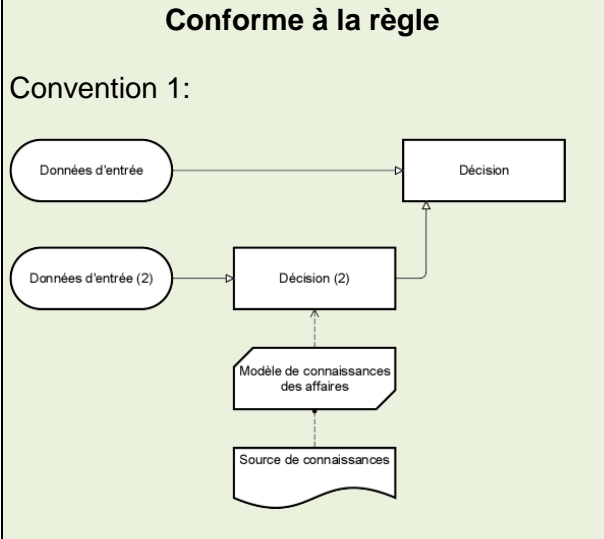 Conforme à la règle
Convention 1:
Données d'entrée
Décision
Données d'entrée (2)
Décision (2)
Modèle de connaissances
des affaires
Source de connaissances